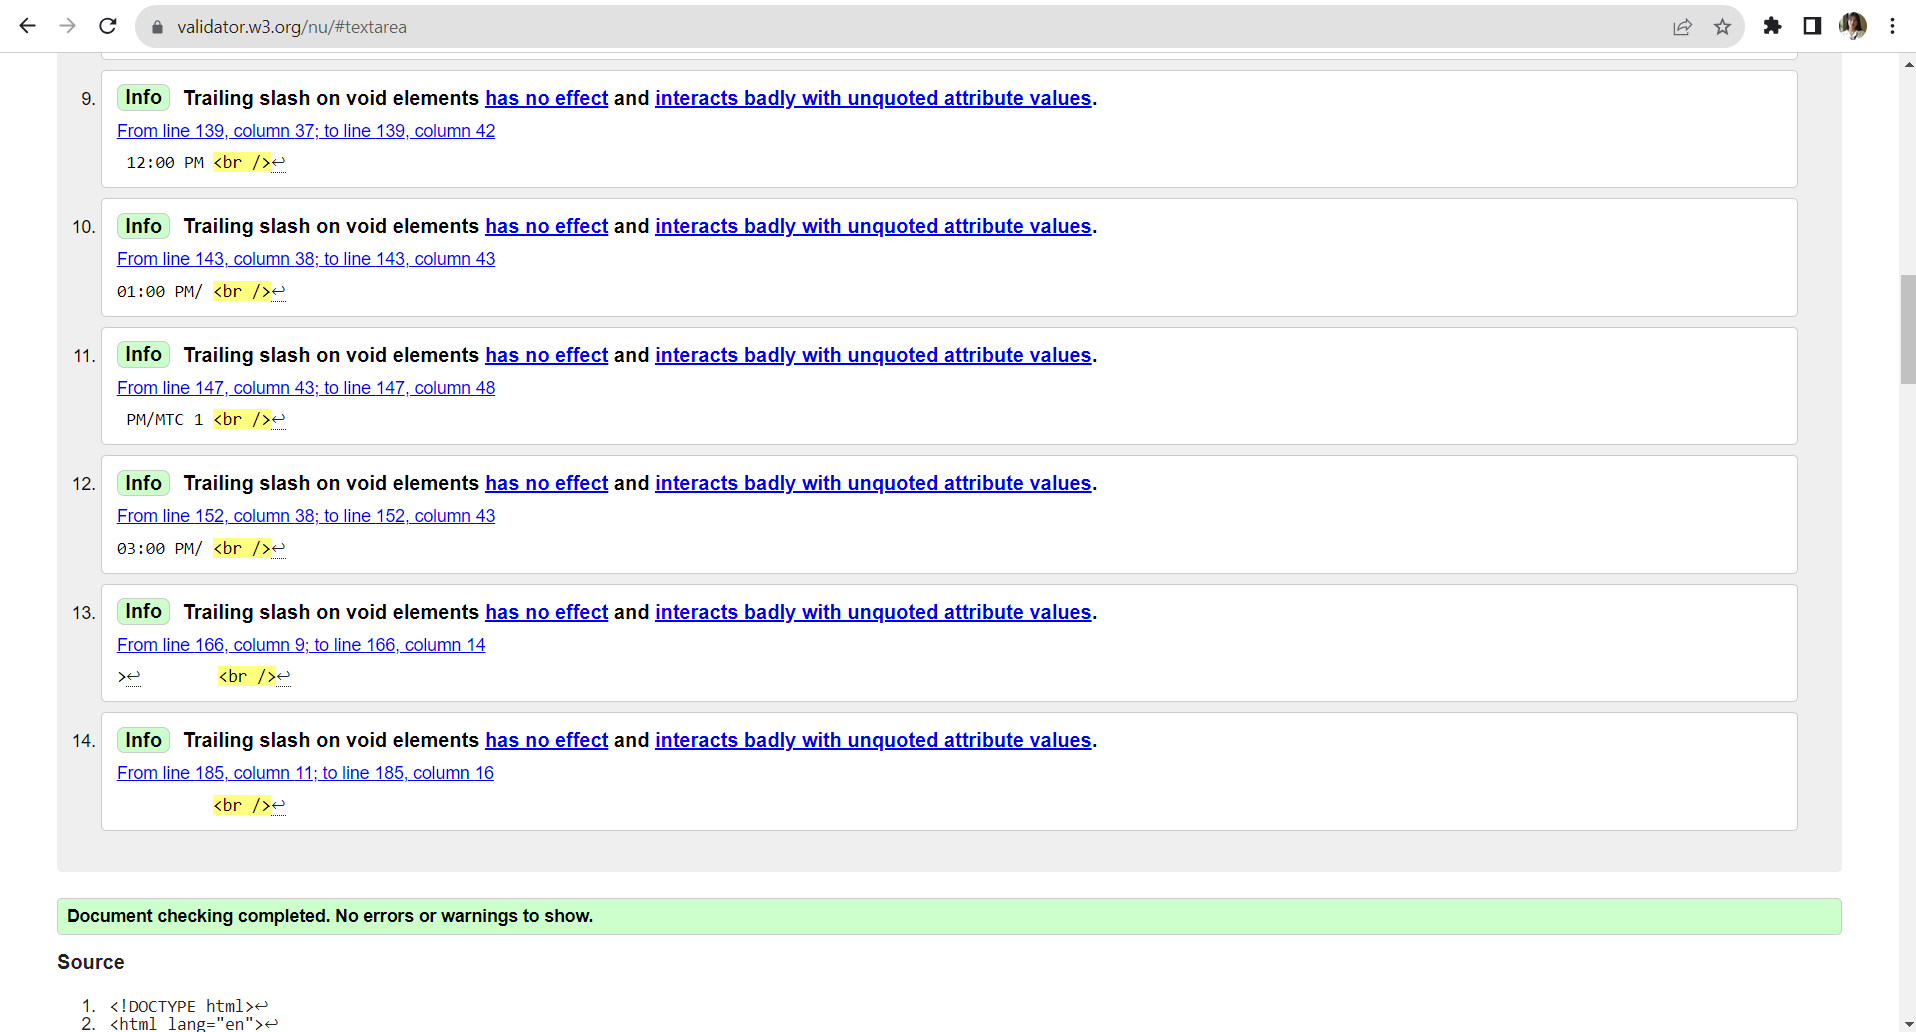 validator.w3.org/nu/#textarea
9. Info Trailing slash on void elements has no effect and interacts badly with unquoted attribute values.
From line 139, column 37; to line 139, column 42
12:00 PM <br />↩
10. Info Trailing slash on void elements has no effect and interacts badly with unquoted attribute values.
From line 143, column 38; to line 143, column 43
01:00 PM/ <br />↩
11. Info Trailing slash on void elements has no effect and interacts badly with unquoted attribute values.
From line 147, column 43; to line 147, column 48
PM/MTC 1 <br />↩
12. Info Trailing slash on void elements has no effect and interacts badly with unquoted attribute values.
From line 152, column 38; to line 152, column 43
03:00 PM/ <br />↩
13. Info Trailing slash on void elements has no effect and interacts badly with unquoted attribute values.
From line 166, column 9; to line 166, column 14
>↩ <br />↩
14. Info Trailing slash on void elements has no effect and interacts badly with unquoted attribute values.
From line 185, column 11; to line 185, column 16
<br />↩
Document checking completed. No errors or warnings to show.
Source
1. <!DOCTYPE html>↩
2. <html lang="en">↩